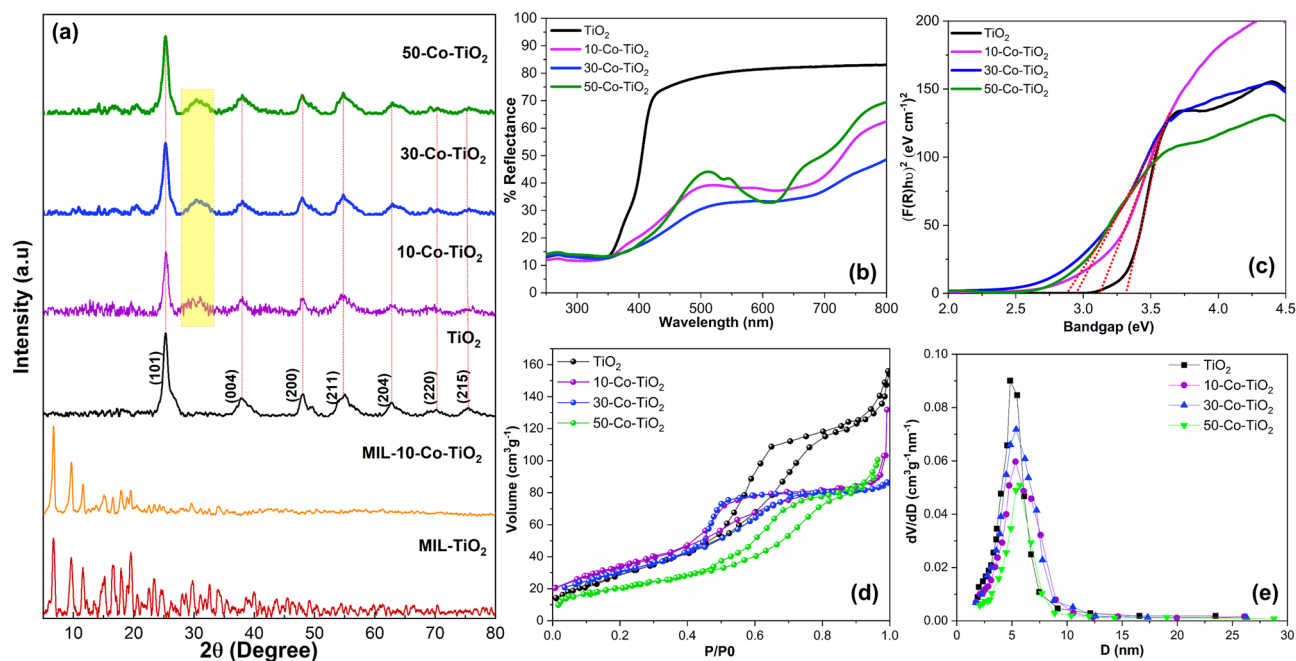 (a)
50-Co-TiO2
30-Co-TiO2
10-Co-TiO2
TiO2
(101)
(004)
(200)
(211)
(204)
(220)
(215)
MIL-10-Co-TiO2
MIL-TiO2
Intensity (a.u)
10 20 30 40 50 60 70 80
2θ (Degree)
TiO2
10-Co-TiO2
30-Co-TiO2
50-Co-TiO2
100
90
80
70
60
50
40
30
20
10
0
% Reflectance
(b)
300 400 500 600 700 800
Wavelength (nm)
TiO2
10-Co-TiO2
30-Co-TiO2
50-Co-TiO2
200
150
100
50
0
(F(R)hυ)2 (eV cm-1)2
(c)
2.0 2.5 3.0 3.5 4.0 4.5
Bandgap (eV)
TiO2
10-Co-TiO2
30-Co-TiO2
50-Co-TiO2
160
140
120
100
80
60
40
20
0
Volume (cm3g-1)
(d)
0.0 0.2 0.4 0.6 0.8 1.0
P/P0
TiO2
10-Co-TiO2
30-Co-TiO2
50-Co-TiO2
0.10
0.08
0.06
0.04
0.02
0.00
dV/dD (cm3g-1nm-1)
(e)
0 5 10 15 20 25 30
D (nm)